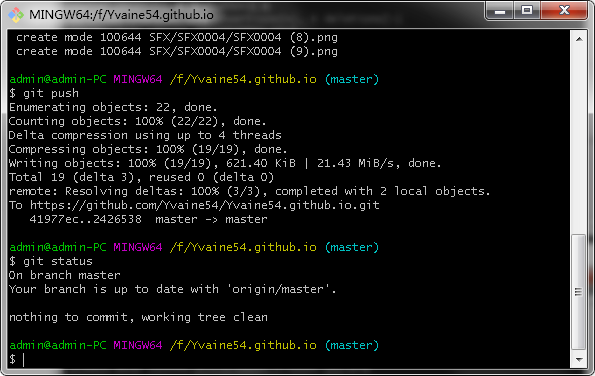 MINGW64:/f/Yvaine54.github.io
create mode 100644 SFX/SFX0004/SFX0004 (8).png
create mode 100644 SFX/SFX0004/SFX0004 (9).png
admin@admin-PC MINGW64 /f/Yvaine54.github.io (master)
$ git push
Enumerating objects: 22, done.
Counting objects: 100% (22/22), done.
Delta compression using up to 4 threads
Compressing objects: 100% (19/19), done.
Writing objects: 100% (19/19), 621.40 KiB | 21.43 MiB/s, done.
Total 19 (delta 3), reused 0 (delta 0)
remote: Resolving deltas: 100% (3/3), completed with 2 local objects.
To https://github.com/Yvaine54/Yvaine54.github.io.git
41977ec..2426538  master -> master
admin@admin-PC MINGW64 /f/Yvaine54.github.io (master)
$ git status
On branch master
Your branch is up to date with 'origin/master'.
nothing to commit, working tree clean
admin@admin-PC MINGW64 /f/Yvaine54.github.io (master)
$